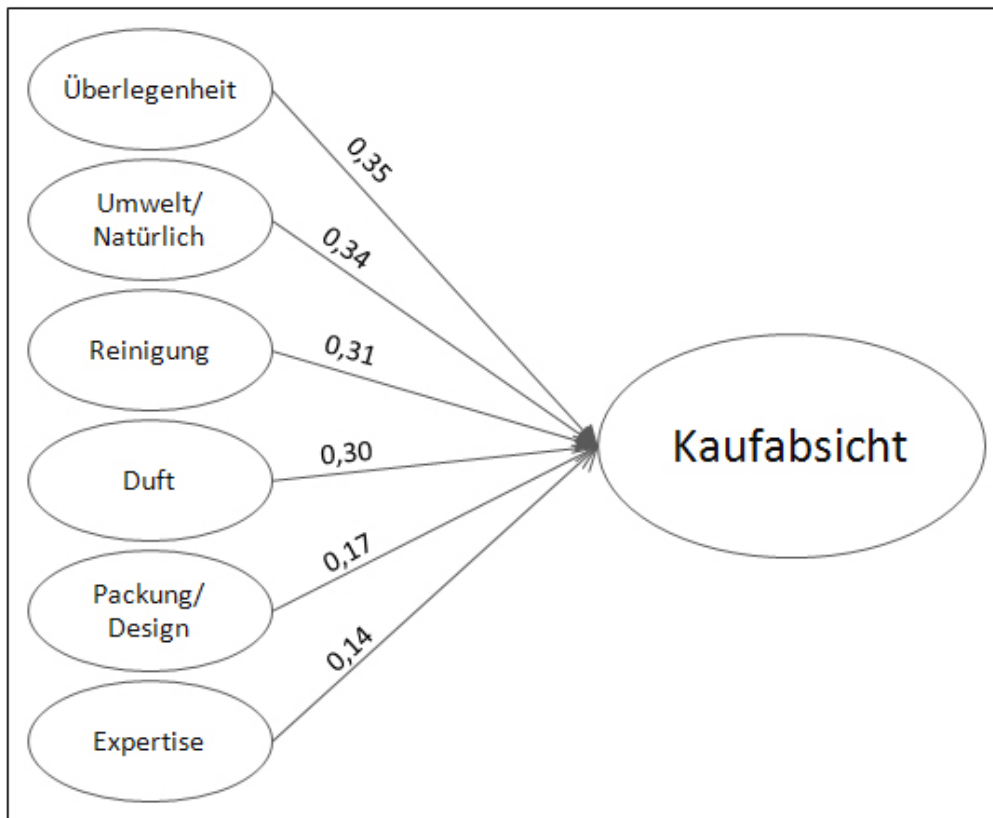 Überlegenheit
0,35
Umwelt/
Natürlich
0,34
Reinigung
0,31
Duft
0,30
Packung/
Design
0,17
Expertise
0,14
Kaufabsicht